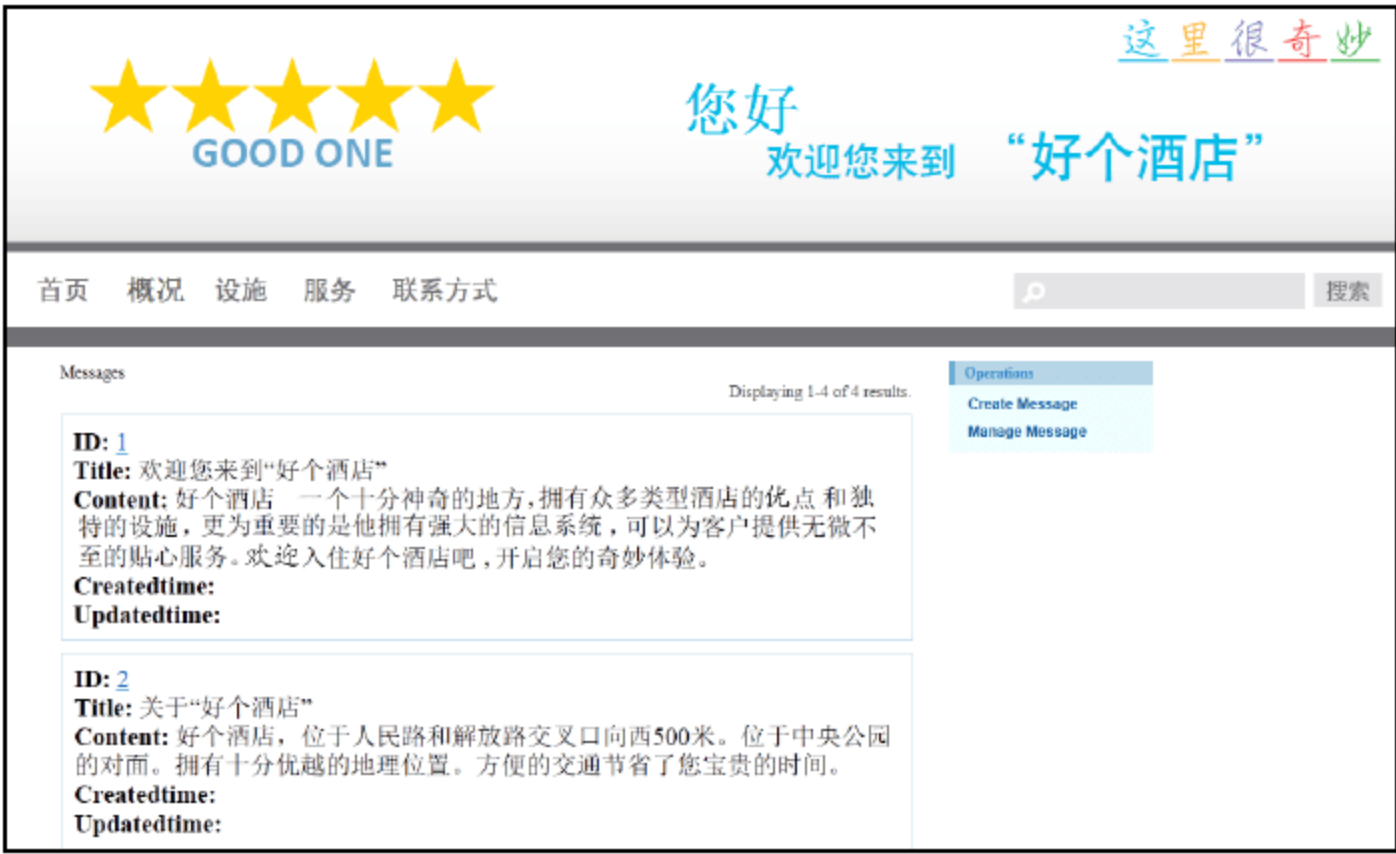 这里很奇妙
GOOD ONE
您好
欢迎您来到 “好个酒店”
首页 概况 设施 服务 联系方式
搜索
Messages
Displaying 1-4 of 4 results.
ID: 1
Title: 欢迎您来到“好个酒店”
Content: 好个酒店 一个十分神奇的地方,拥有众多类型酒店的优点 和独
特的设施，更为重要的是他拥有强大的信息系统，可以为客户提供无微不
至的贴心服务。欢迎入住好个酒店吧，开启您的奇妙体验。
Createdtime:
Updatedtime:
ID: 2
Title: 关于“好个酒店”
Content: 好个酒店，位于人民路和解放路交叉口向西500米。位于中央公园
的对面。拥有十分优越的地理位置。方便的交通节省了您宝贵的时间。
Createdtime:
Updatedtime:
Operations
Create Message
Manage Message